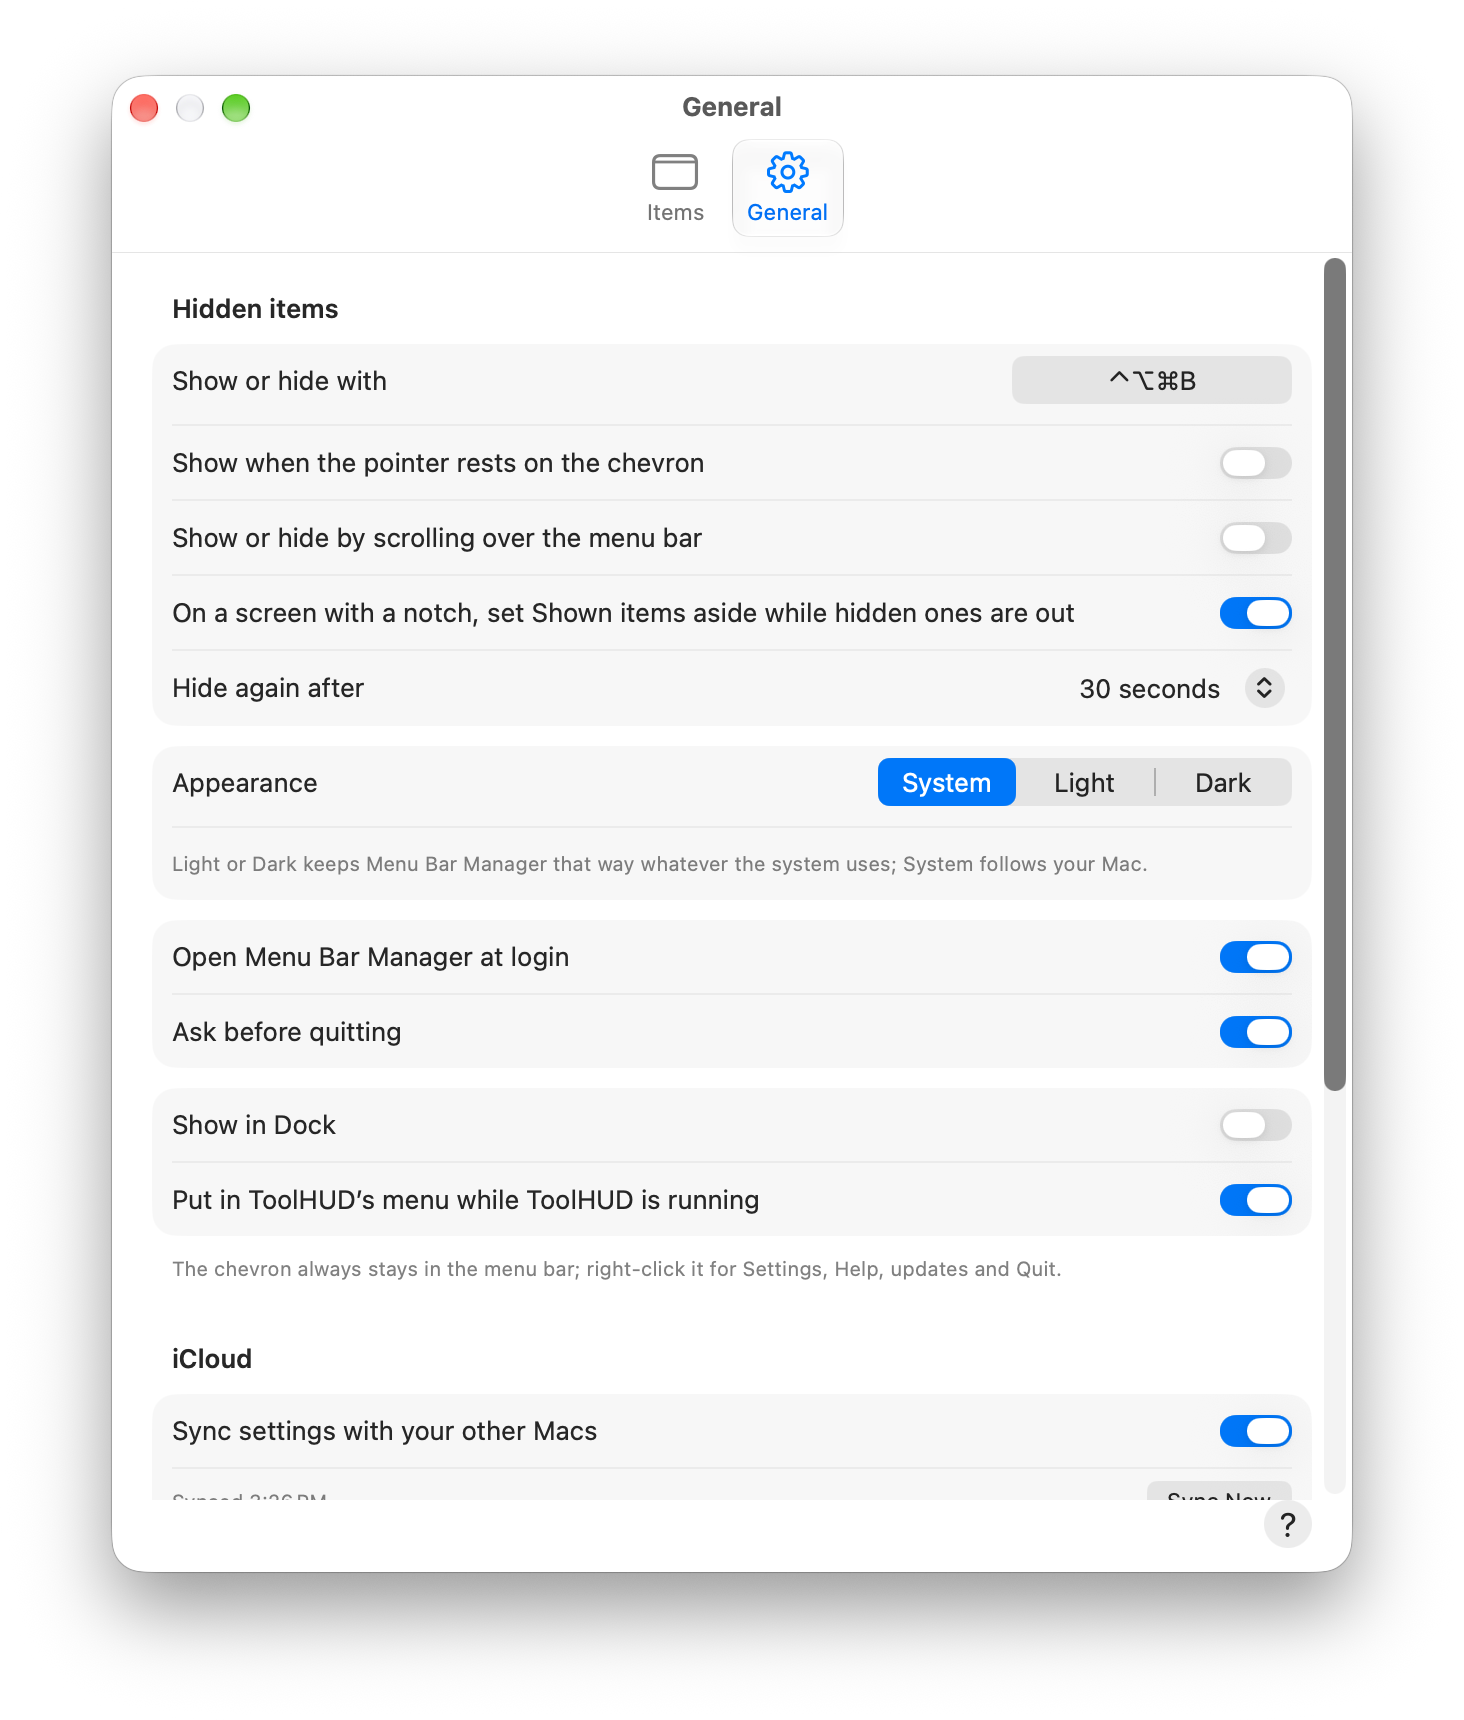 General
Items
General
Hidden items
Show or hide with
^⌥⌘B
Show when the pointer rests on the chevron
Show or hide by scrolling over the menu bar
On a screen with a notch, set Shown items aside while hidden ones are out
Hide again after
30 seconds
Appearance
System
Light
Dark
Light or Dark keeps Menu Bar Manager that way whatever the system uses; System follows your Mac.
Open Menu Bar Manager at login
Ask before quitting
Show in Dock
Put in ToolHUD’s menu while ToolHUD is running
The chevron always stays in the menu bar; right-click it for Settings, Help, updates and Quit.
iCloud
Sync settings with your other Macs
Sync Now
?